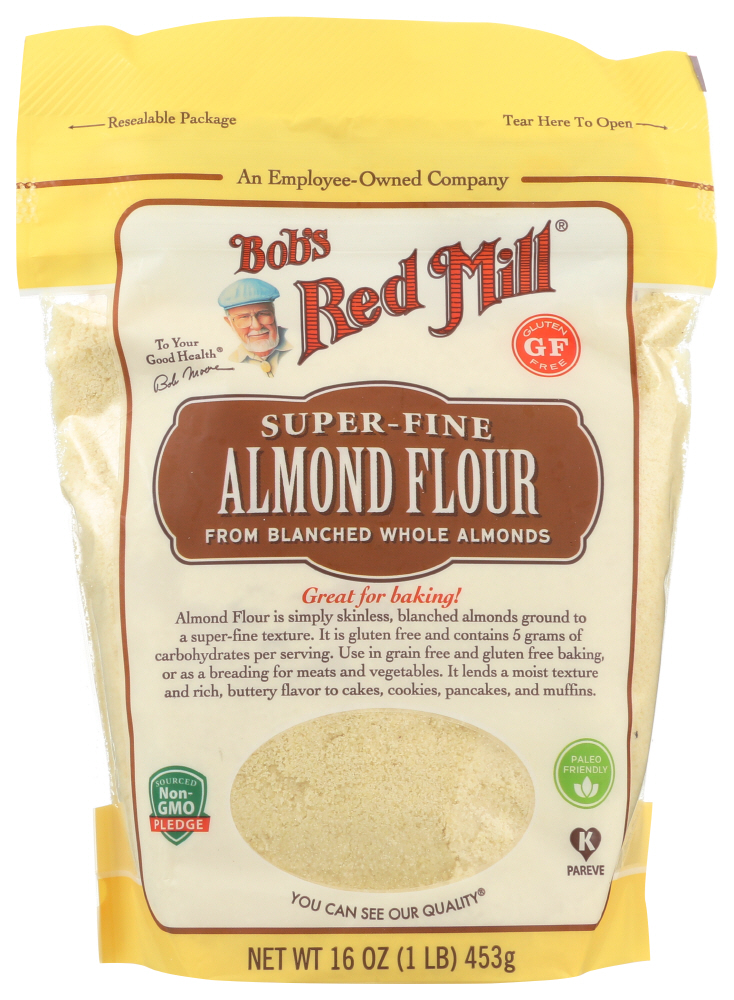 Resealable Package
Tear Here To Open
An Employee-Owned Company
Bob's
Red Mill®
To Your
Good Health®
Bob Moore
GLUTEN
GF
FREE
SUPER-FINE
ALMOND FLOUR
FROM BLANCHED WHOLE ALMONDS
Great for baking!
Almond Flour is simply skinless, blanched almonds ground to
a super-fine texture. It is gluten free and contains 5 grams of
carbohydrates per serving. Use in grain free and gluten free baking,
or as a breading for meats and vegetables. It lends a moist texture
and rich, buttery flavor to cakes, cookies, pancakes, and muffins.
SOURCED
Non-
GMO
PLEDGE
PALEO
FRIENDLY
K
PAREVE
YOU CAN SEE OUR QUALITY®
NET WT 16 OZ (1 LB) 453g